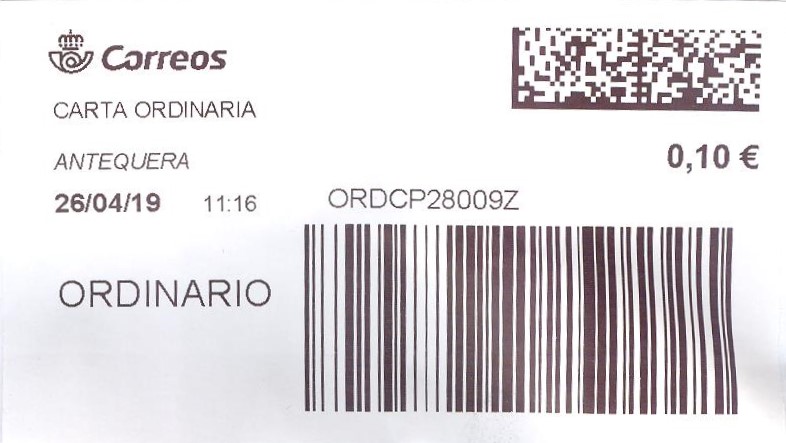 Correos
CARTA ORDINARIA
0,10 €
ANTEQUERA
26/04/19 11:16
ORDCP28009Z
ORDINARIO